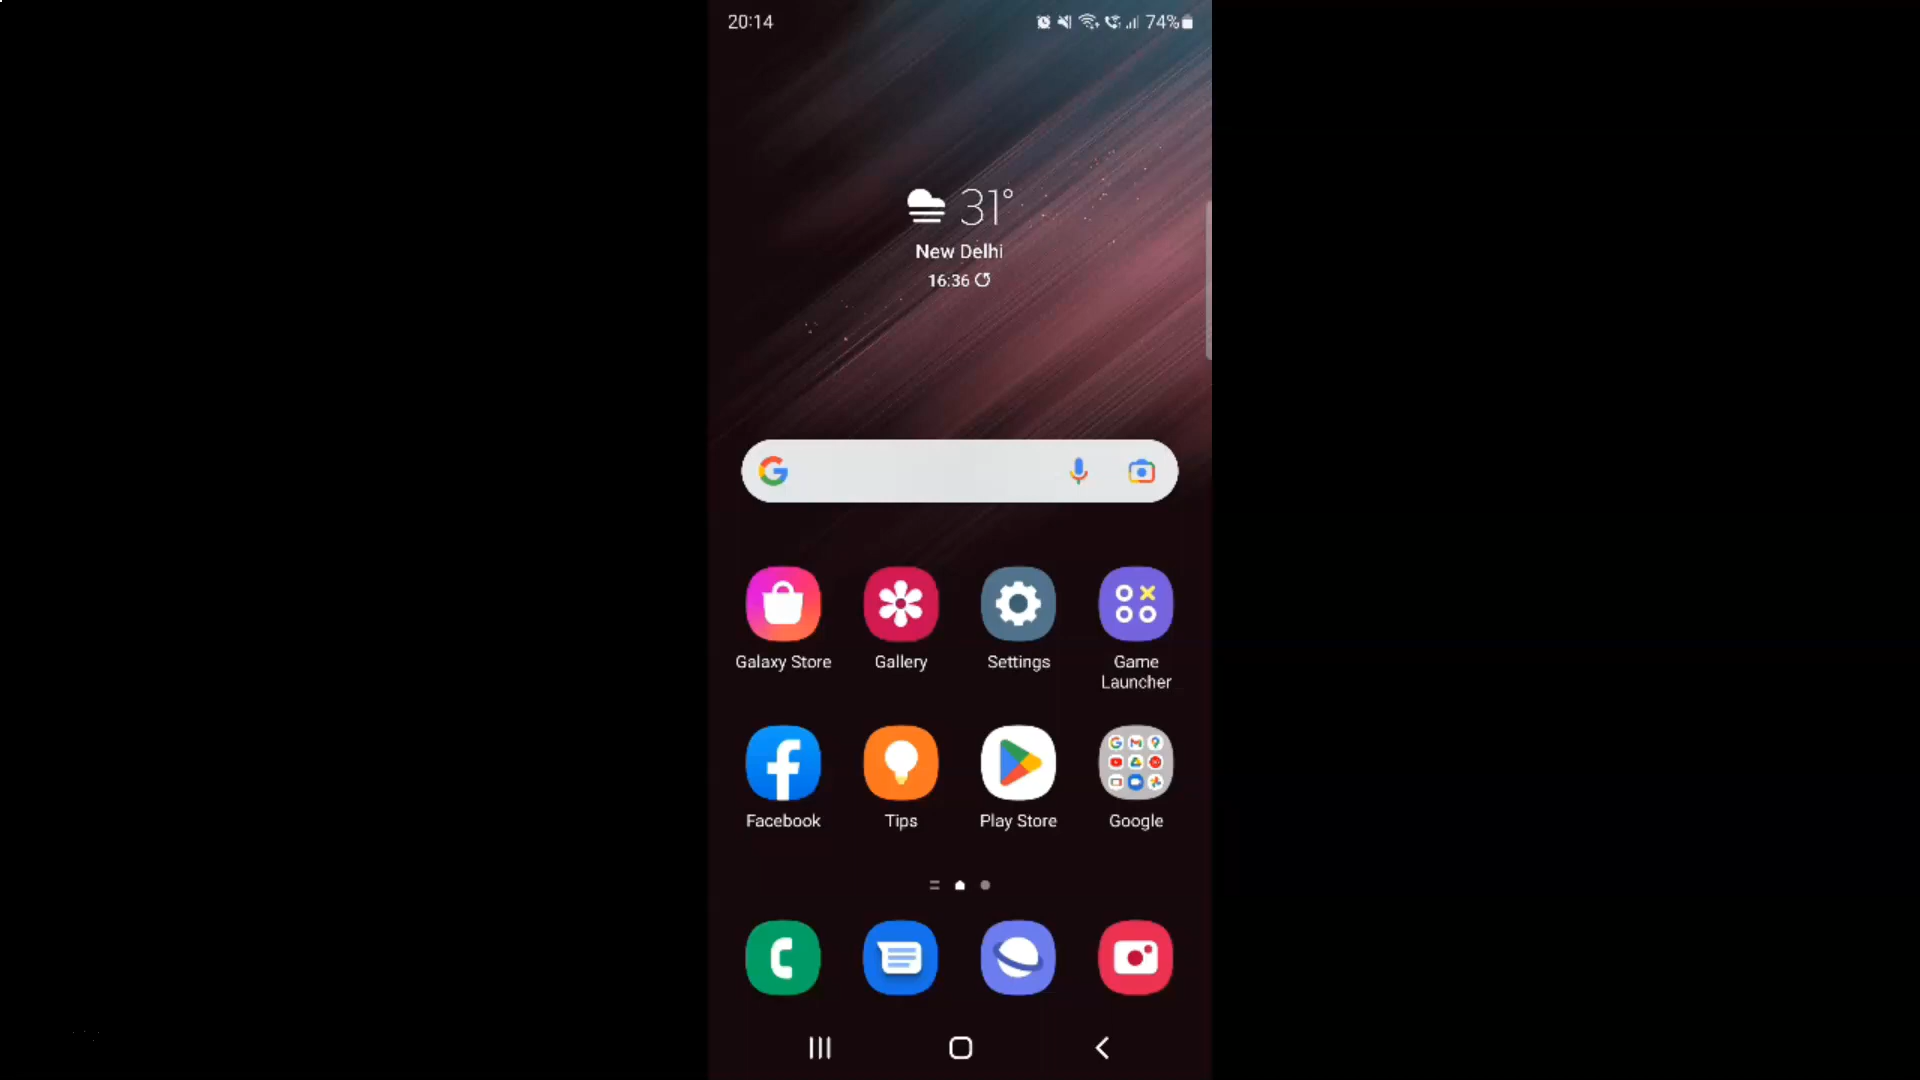 20:14
74%
31°
New Delhi
16:36
Galaxy Store
Gallery
Settings
Game
Launcher
Facebook
Tips
Play Store
Google